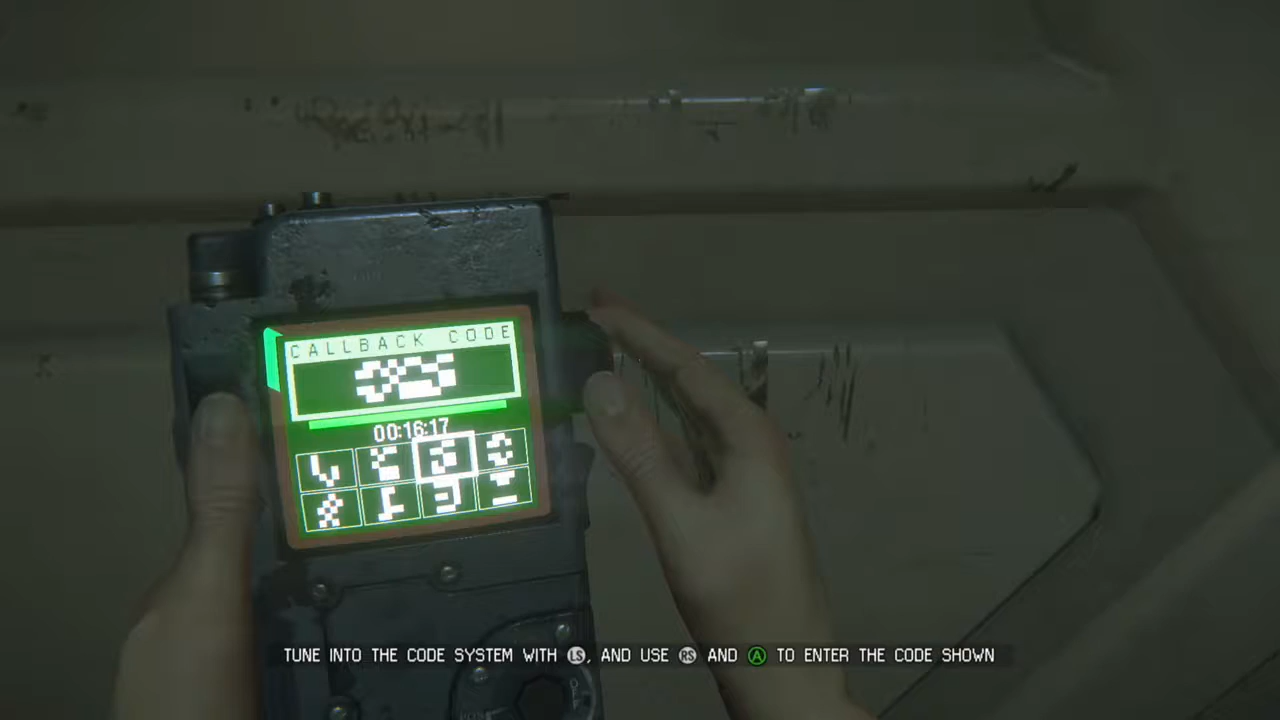 CALLBACK CODE
00:16:17
TUNE INTO THE CODE SYSTEM WITH LS, AND USE RS AND A TO ENTER THE CODE SHOWN